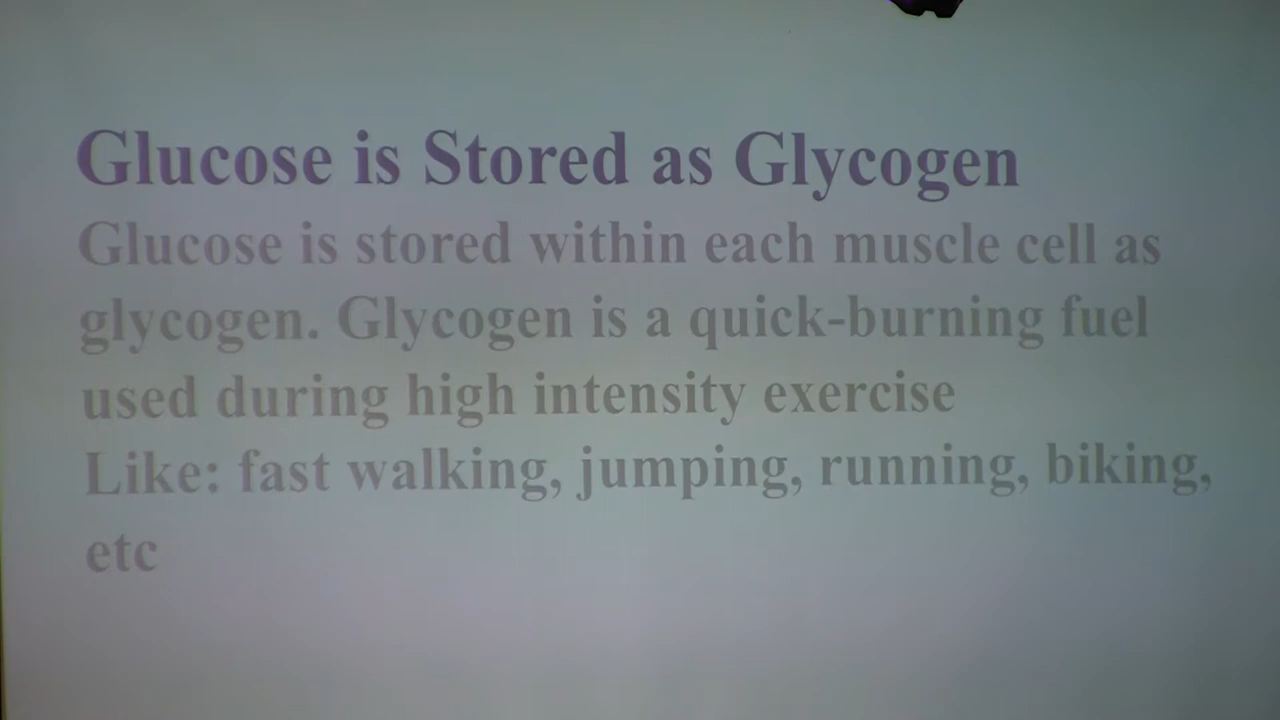 Glucose is Stored as Glycogen
Glucose is stored within each muscle cell as
glycogen. Glycogen is a quick-burning fuel
used during high intensity exercise
Like: fast walking, jumping, running, biking,
etc